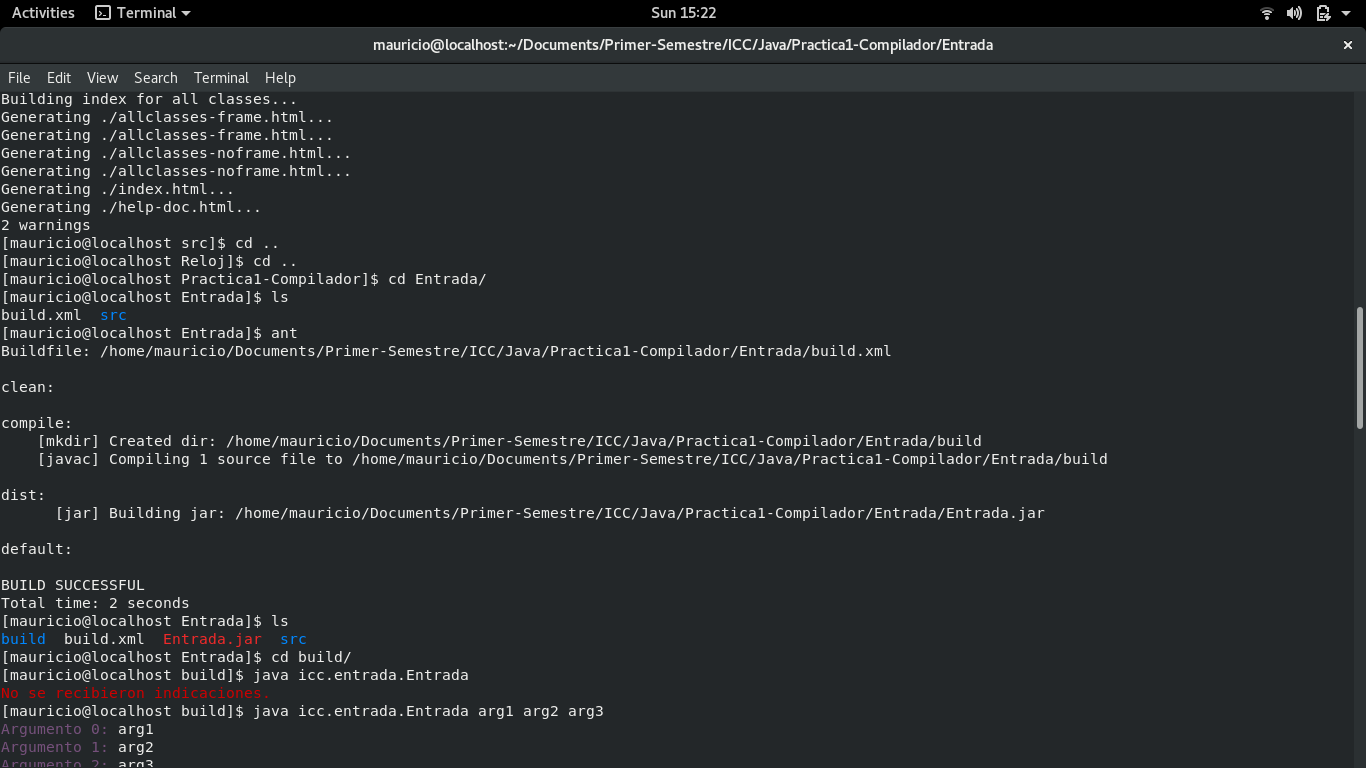 Activities Terminal Sun 15:22
mauricio@localhost:~/Documents/Primer-Semestre/ICC/Java/Practica1-Compilador/Entrada ×
File Edit View Search Terminal Help
Building index for all classes...
Generating ./allclasses-frame.html...
Generating ./allclasses-frame.html...
Generating ./allclasses-noframe.html...
Generating ./allclasses-noframe.html...
Generating ./index.html...
Generating ./help-doc.html...
2 warnings
[mauricio@localhost src]$ cd ..
[mauricio@localhost Reloj]$ cd ..
[mauricio@localhost Practica1-Compilador]$ cd Entrada/
[mauricio@localhost Entrada]$ ls
build.xml  src
[mauricio@localhost Entrada]$ ant
Buildfile: /home/mauricio/Documents/Primer-Semestre/ICC/Java/Practica1-Compilador/Entrada/build.xml
clean:
compile:
[mkdir] Created dir: /home/mauricio/Documents/Primer-Semestre/ICC/Java/Practica1-Compilador/Entrada/build
[javac] Compiling 1 source file to /home/mauricio/Documents/Primer-Semestre/ICC/Java/Practica1-Compilador/Entrada/build
dist:
[jar] Building jar: /home/mauricio/Documents/Primer-Semestre/ICC/Java/Practica1-Compilador/Entrada/Entrada.jar
default:
BUILD SUCCESSFUL
Total time: 2 seconds
[mauricio@localhost Entrada]$ ls
build  build.xml  Entrada.jar  src
[mauricio@localhost Entrada]$ cd build/
[mauricio@localhost build]$ java icc.entrada.Entrada
No se recibieron indicaciones.
[mauricio@localhost build]$ java icc.entrada.Entrada arg1 arg2 arg3
Argumento 0: arg1
Argumento 1: arg2
Argumento 2: arg3